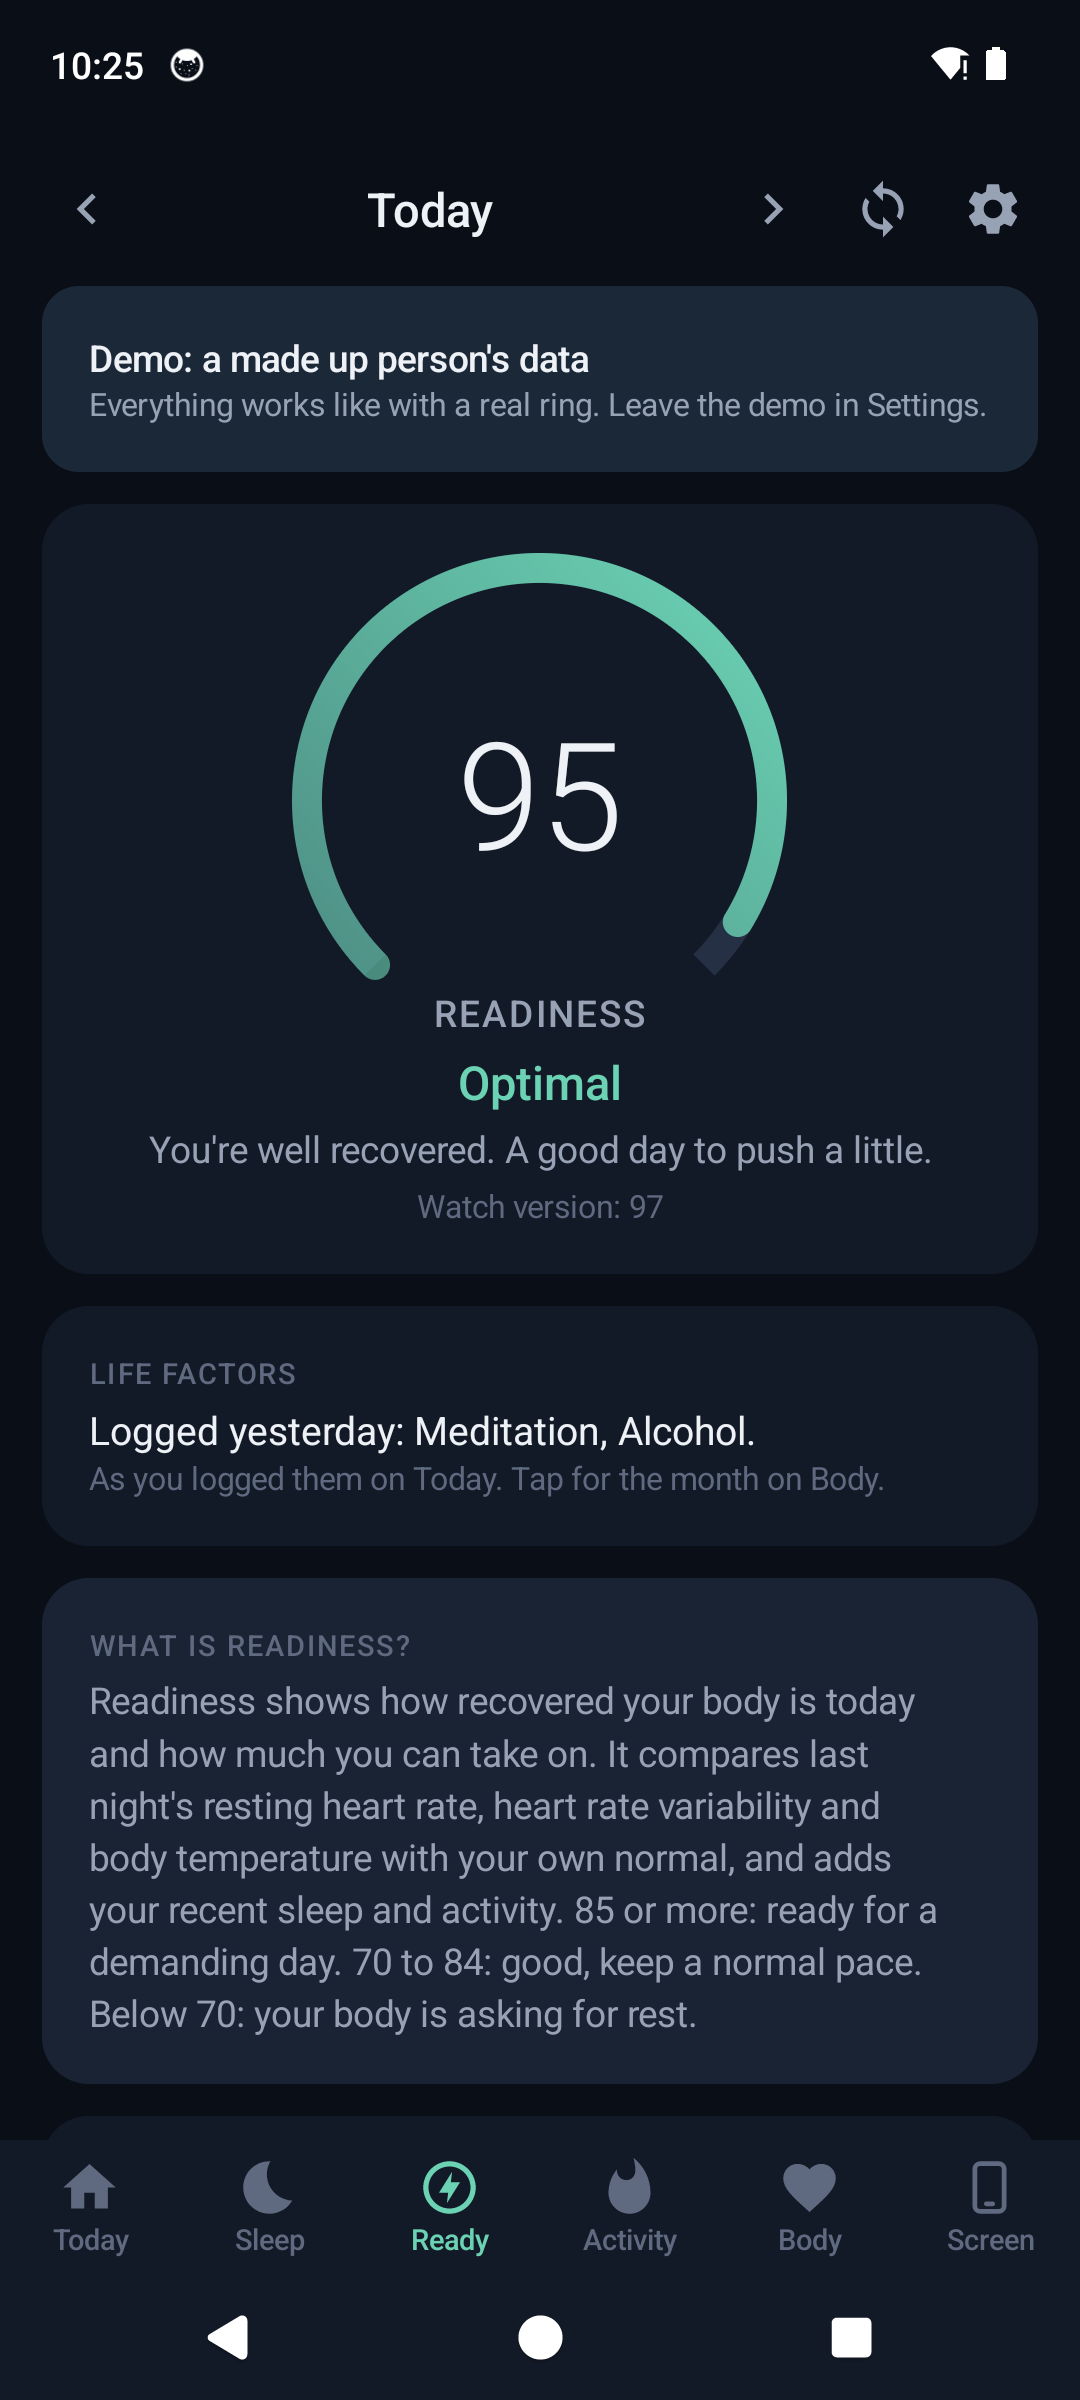 10:25
Today
Demo: a made up person's data
Everything works like with a real ring. Leave the demo in Settings.
95
READINESS
Optimal
You're well recovered. A good day to push a little.
Watch version: 97
LIFE FACTORS
Logged yesterday: Meditation, Alcohol.
As you logged them on Today. Tap for the month on Body.
WHAT IS READINESS?
Readiness shows how recovered your body is today
and how much you can take on. It compares last
night's resting heart rate, heart rate variability and
body temperature with your own normal, and adds
your recent sleep and activity. 85 or more: ready for a
demanding day. 70 to 84: good, keep a normal pace.
Below 70: your body is asking for rest.
Today Sleep Ready Activity Body Screen